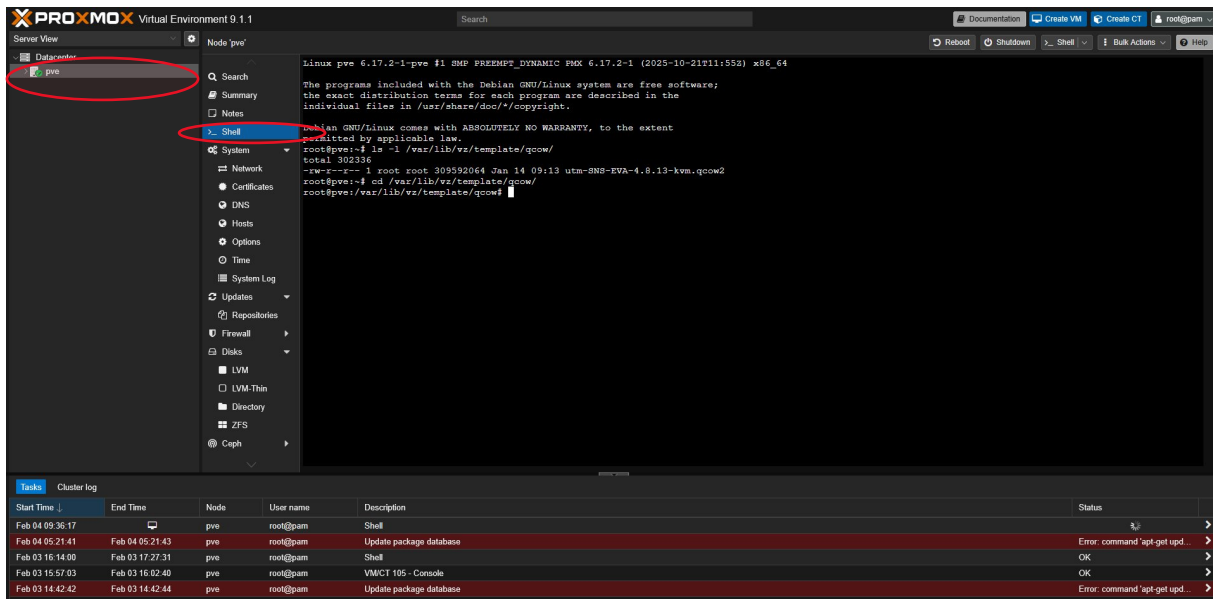 PROXMOX Virtual Environment 9.1.1
Search
Documentation
Create VM
Create CT
root@pam
Server View
Node 'pve'
Reboot
Shutdown
>_ Shell
Bulk Actions
Help
Datacenter
pve
Search
Summary
Notes
>_ Shell
System
Network
Certificates
DNS
Hosts
Options
Time
System Log
Updates
Repositories
Firewall
Disks
LVM
LVM-Thin
Directory
ZFS
Ceph
Linux pve 6.17.2-1-pve #1 SMP PREEMPT_DYNAMIC PMX 6.17.2-1 (2025-10-21T11:55Z) x86_64
The programs included with the Debian GNU/Linux system are free software;
the exact distribution terms for each program are described in the
individual files in /usr/share/doc/*/copyright.
Debian GNU/Linux comes with ABSOLUTELY NO WARRANTY, to the extent
permitted by applicable law.
root@pve:~# ls -l /var/lib/vz/template/qcow/
total 302336
-rw-r--r-- 1 root root 309592064 Jan 14 09:13 utm-SNS-EVA-4.8.13-kvm.qcow2
root@pve:~# cd /var/lib/vz/template/qcow/
root@pve:/var/lib/vz/template/qcow#
Tasks Cluster log
Start Time ↓ End Time Node User name Description Status
Feb 04 09:36:17 pve root@pam Shell
Feb 04 05:21:41 Feb 04 05:21:43 pve root@pam Update package database Error: command 'apt-get upd...
Feb 03 16:14:00 Feb 03 17:27:31 pve root@pam Shell OK
Feb 03 15:57:03 Feb 03 16:02:40 pve root@pam VM/CT 105 - Console OK
Feb 03 14:42:42 Feb 03 14:42:44 pve root@pam Update package database Error: command 'apt-get upd...